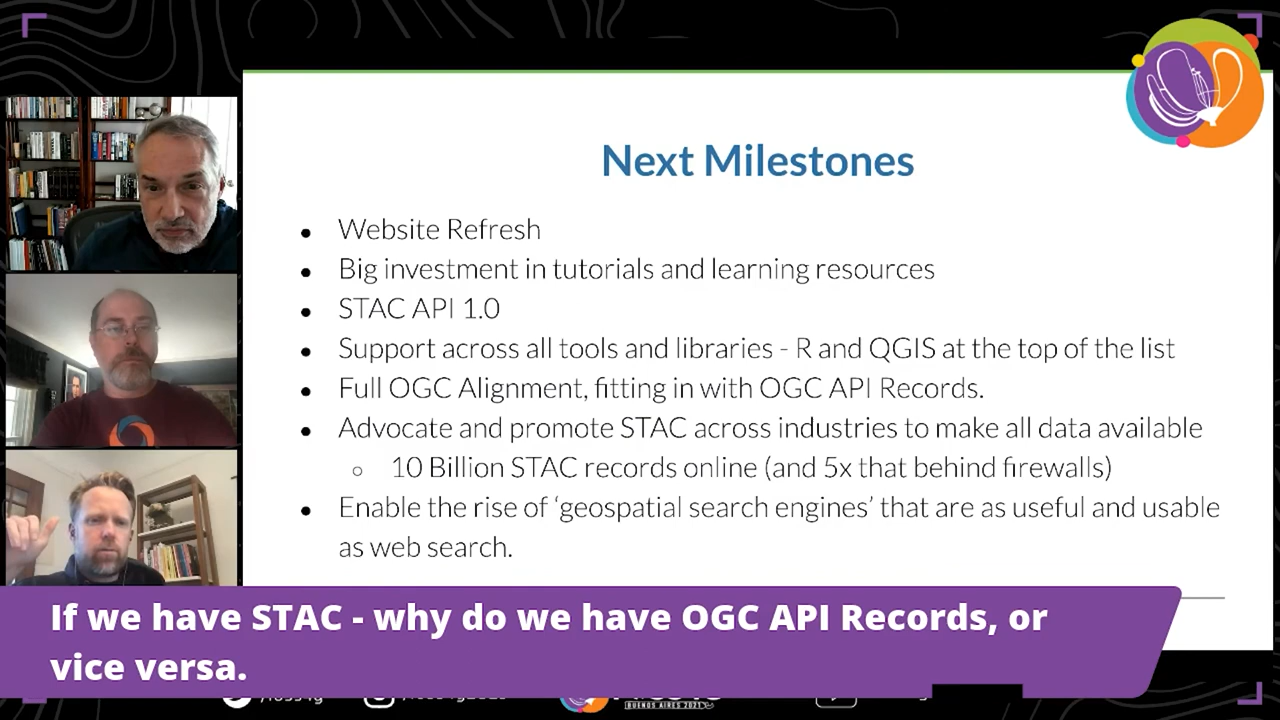 Next Milestones
● Website Refresh
● Big investment in tutorials and learning resources
● STAC API 1.0
● Support across all tools and libraries - R and QGIS at the top of the list
● Full OGC Alignment, fitting in with OGC API Records.
● Advocate and promote STAC across industries to make all data available
○ 10 Billion STAC records online (and 5x that behind firewalls)
● Enable the rise of ‘geospatial search engines’ that are as useful and usable
as web search.
If we have STAC - why do we have OGC API Records, or
vice versa.
BUENOS AIRES 2021